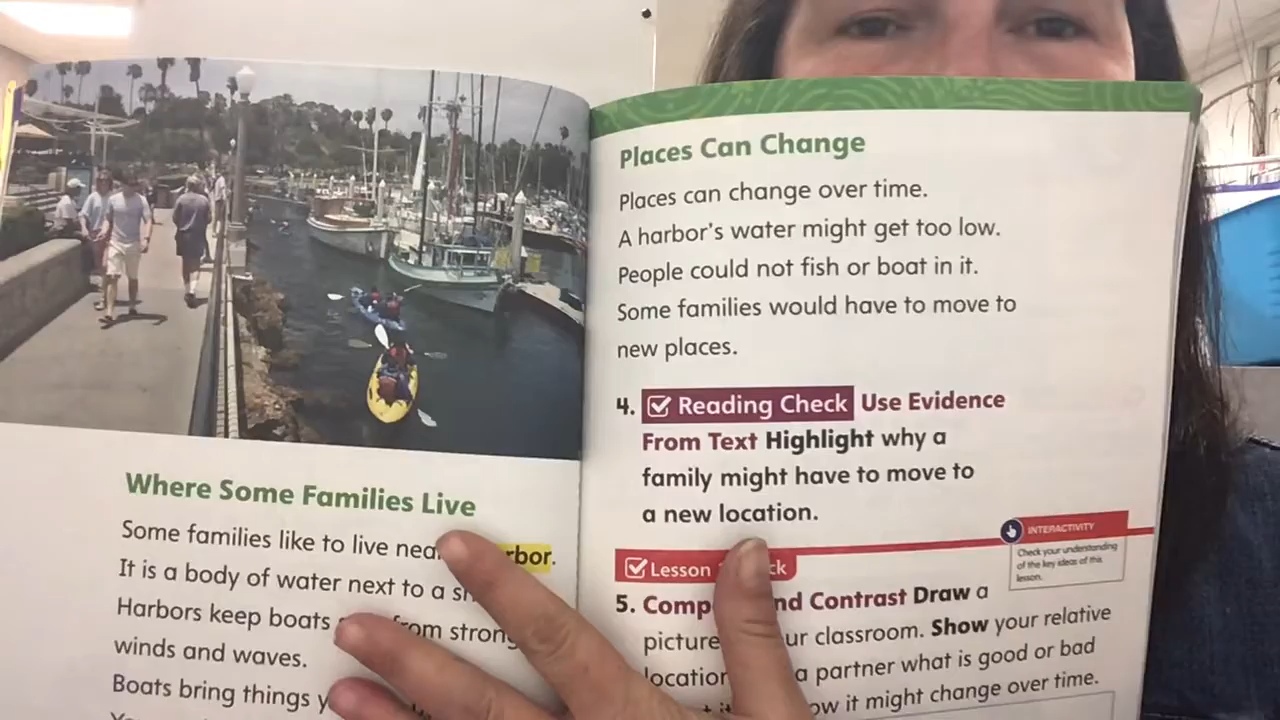 Where Some Families Live
Some families like to live rbor.
It is a body of water next to a
Harbors keep boats from strong
winds and waves.
Boats bring things
Places Can Change
Places can change over time.
A harbor's water might get too low.
People could not fish or boat in it.
Some families would have to move to
new places.
4. Reading Check Use Evidence
From Text Highlight why a
family might have to move to
a new location.
INTERACTIVITY
Check your understanding
of the key ideas of this
lesson.
Lesson
5. and Contrast Draw a
picture classroom. Show your relative
a partner what is good or bad
it might change over time.